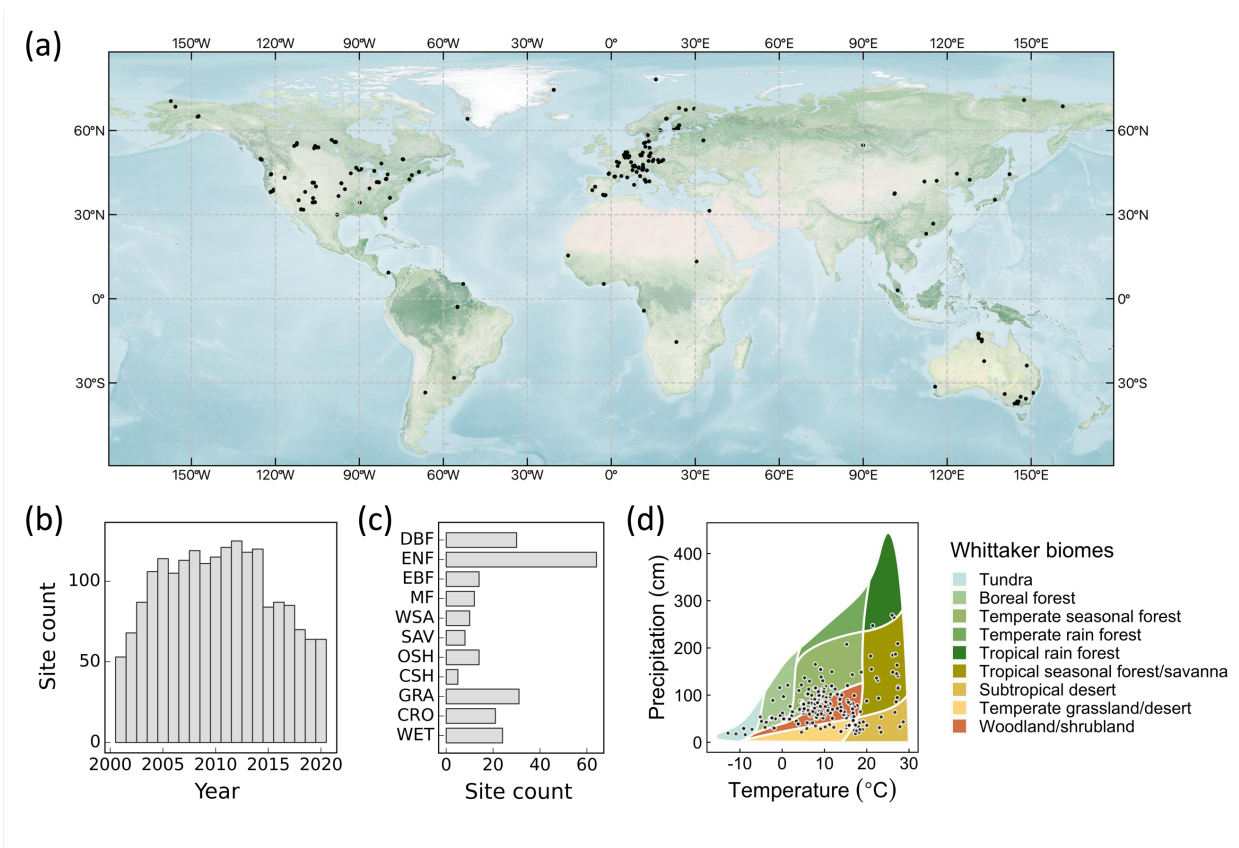 (a)
150°W 120°W 90°W 60°W 30°W 0° 30°E 60°E 90°E 120°E 150°E
60°N 60°N
30°N 30°N
0° 0°
30°S 30°S
150°W 120°W 90°W 60°W 30°W 0° 30°E 60°E 90°E 120°E 150°E
(b)
Site count
100
50
0
2000 2005 2010 2015 2020
Year
(c)
DBF
ENF
EBF
MF
WSA
SAV
OSH
CSH
GRA
CRO
WET
0 20 40 60
Site count
(d)
Precipitation (cm)
400
300
200
100
0
-10 0 10 20 30
Temperature (°C)
Whittaker biomes
Tundra
Boreal forest
Temperate seasonal forest
Temperate rain forest
Tropical rain forest
Tropical seasonal forest/savanna
Subtropical desert
Temperate grassland/desert
Woodland/shrubland